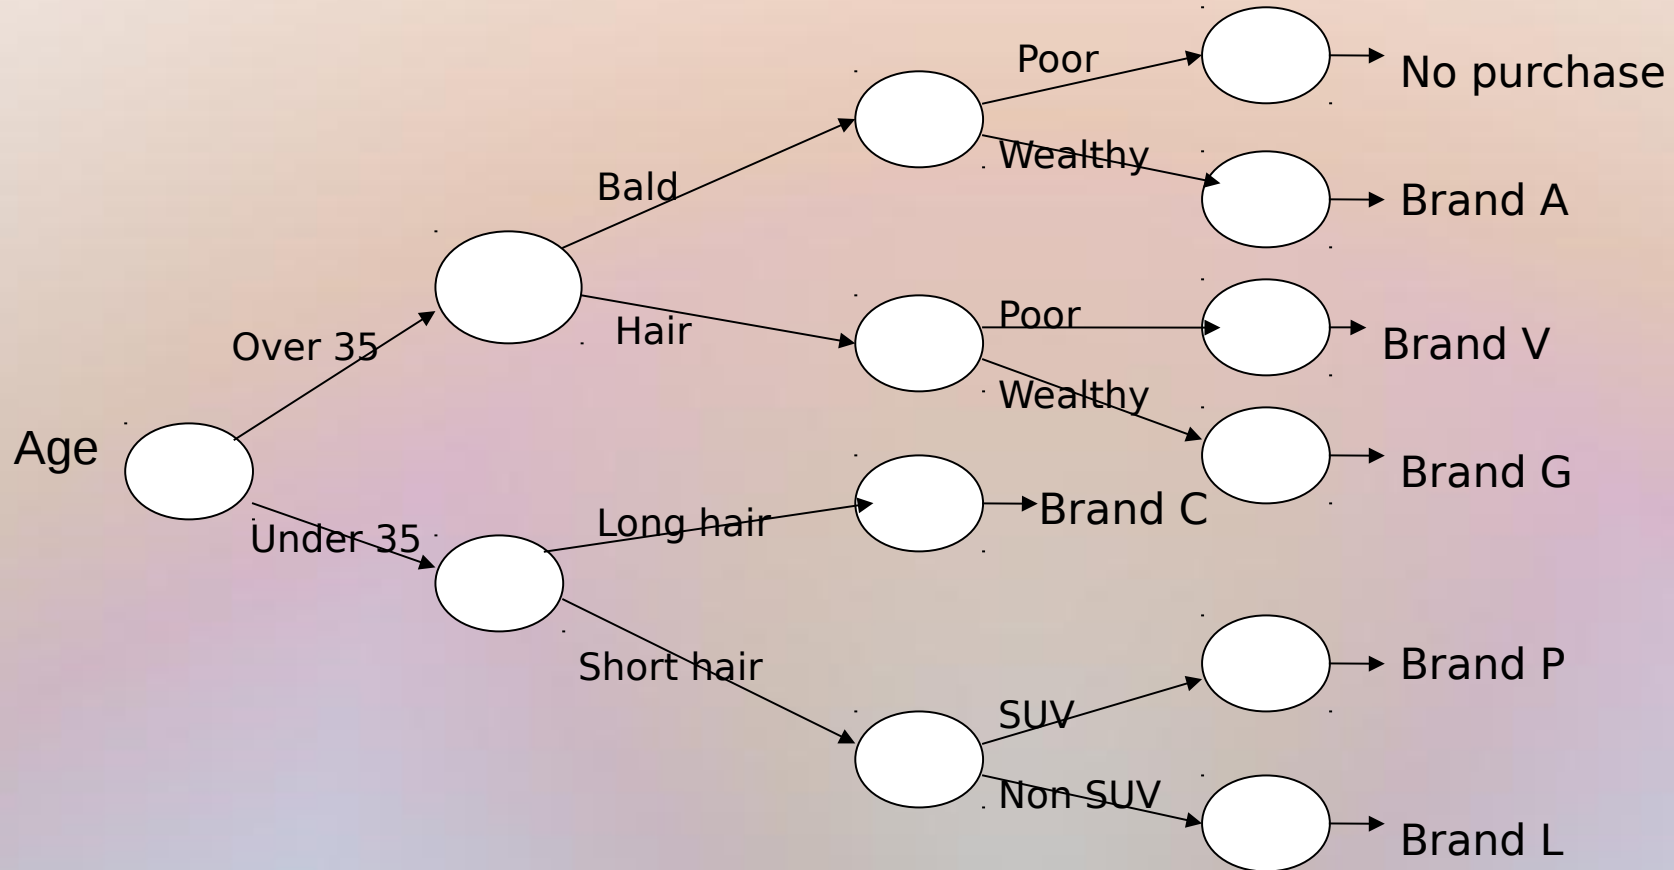 Poor
No purchase
Wealthy
Bald
Brand A
Over 35
Hair
Poor
Brand V
Wealthy
Age
Brand G
Under 35
Long hair
Brand C
Short hair
SUV
Brand P
Non SUV
Brand L